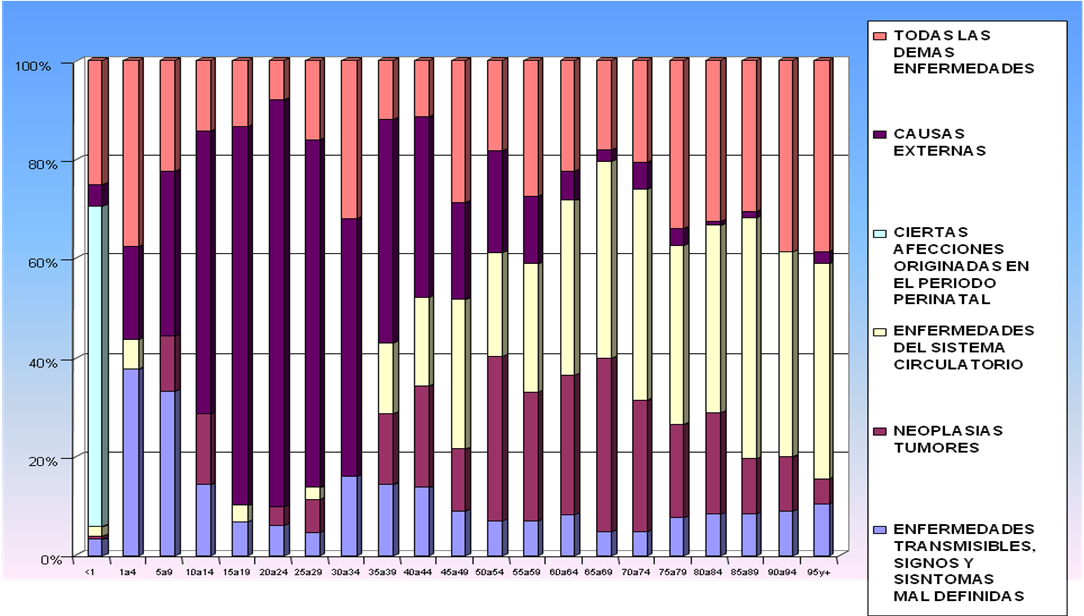 100%
80%
60%
40%
20%
0%
<1 1a4 5a9 10a14 15a19 20a24 25a29 30a34 35a39 40a44 45a49 50a54 55a59 60a64 65a69 70a74 75a79 80a84 85a89 90a94 95y+
TODAS LAS
DEMAS
ENFERMEDADES
CAUSAS
EXTERNAS
CIERTAS
AFECCIONES
ORIGINADAS EN
EL PERIODO
PERINATAL
ENFERMEDADES
DEL SISTEMA
CIRCULATORIO
NEOPLASIAS
TUMORES
ENFERMEDADES
TRANSMISIBLES,
SIGNOS Y
SISNTOMAS
MAL DEFINIDAS